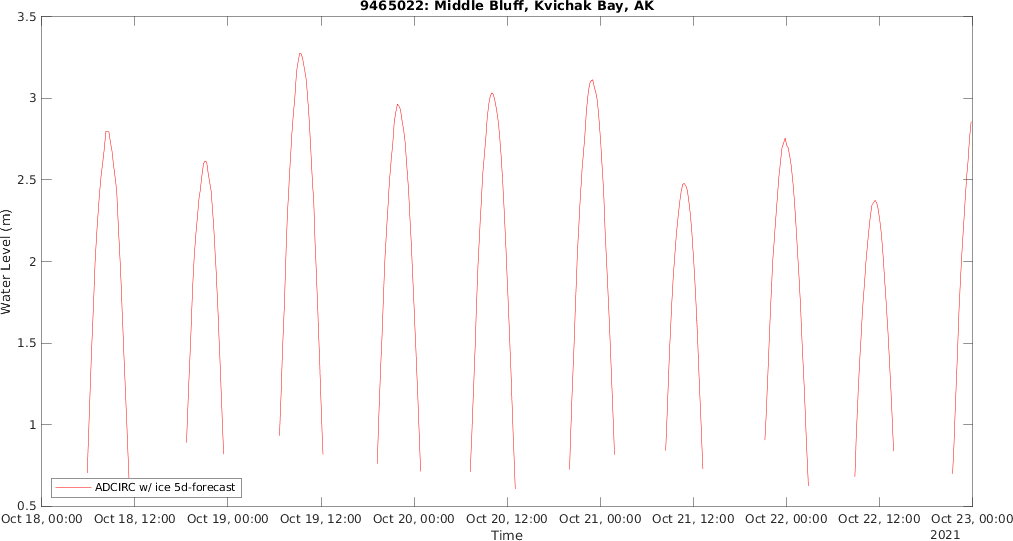 9465022: Middle Bluff, Kvichak Bay, AK
3.5
3
2.5
2
1.5
1
0.5
Water Level (m)
ADCIRC w/ ice 5d-forecast
Oct 18, 00:00 Oct 18, 12:00 Oct 19, 00:00 Oct 19, 12:00 Oct 20, 00:00 Oct 20, 12:00 Oct 21, 00:00 Oct 21, 12:00 Oct 22, 00:00 Oct 22, 12:00 Oct 23, 00:00
Time
2021